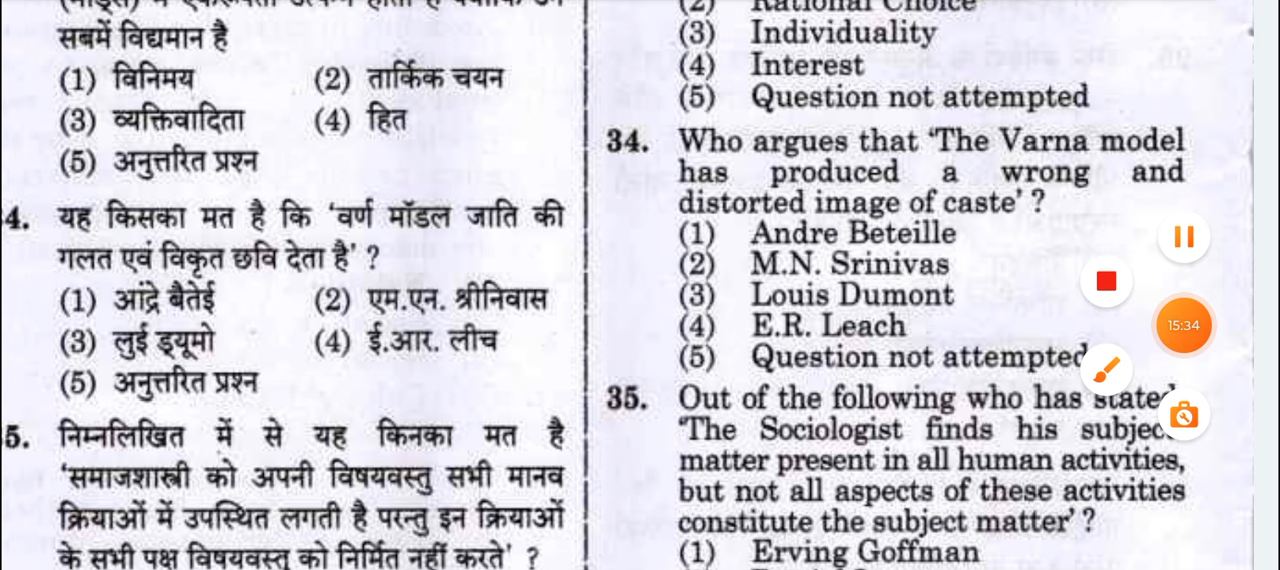 सबमें विद्यमान है
(1) विनिमय (2) तार्किक चयन
(3) व्यक्तिवादिता (4) हित
(5) अनुत्तरित प्रश्न
4. यह किसका मत है कि ‘वर्ण मॉडल जाति की
गलत एवं विकृत छवि देता है’ ?
(1) आंद्रे बैतेई (2) एम.एन. श्रीनिवास
(3) लुई ड्यूमो (4) ई.आर. लीच
(5) अनुत्तरित प्रश्न
5. निम्नलिखित में से यह किनका मत है
‘समाजशास्त्री को अपनी विषयवस्तु सभी मानव
क्रियाओं में उपस्थित लगती है परन्तु इन क्रियाओं
के सभी पक्ष विषयवस्तु को निर्मित नहीं करते’ ?
(2) Rational Choice
(3) Individuality
(4) Interest
(5) Question not attempted
34. Who argues that ‘The Varna model
has produced a wrong and
distorted image of caste’ ?
(1) Andre Beteille
(2) M.N. Srinivas
(3) Louis Dumont
(4) E.R. Leach
(5) Question not attempted
35. Out of the following who has stated
‘The Sociologist finds his subject
matter present in all human activities,
but not all aspects of these activities
constitute the subject matter’ ?
(1) Erving Goffman
15:34